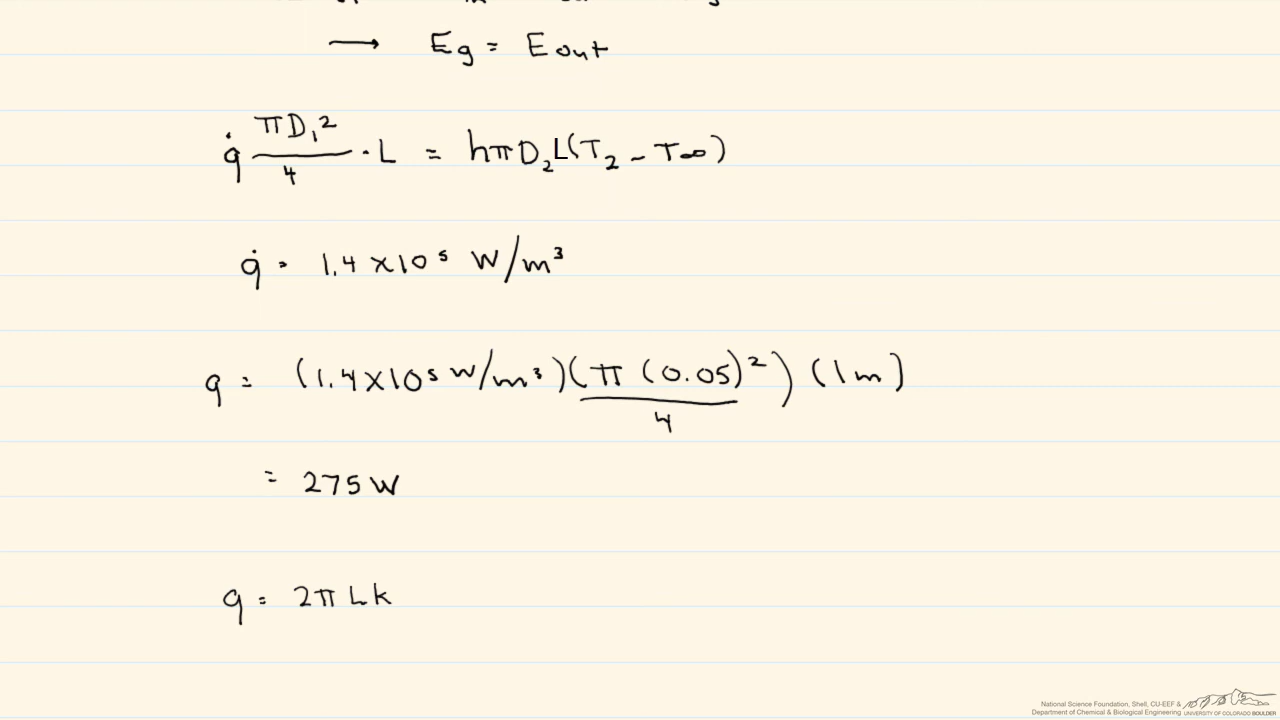 → Eg = Eout
q̇ πD₁²/4 · L = hπD₂L(T₂ - T∞)
q̇ = 1.4 × 10⁵ W/m³
q = (1.4×10⁵ W/m³)(π(0.05)²/4)(1m)
= 275 W
q = 2πLk
National Science Foundation, Shell, CU-EEF &
Department of Chemical & Biological Engineering UNIVERSITY OF COLORADO BOULDER